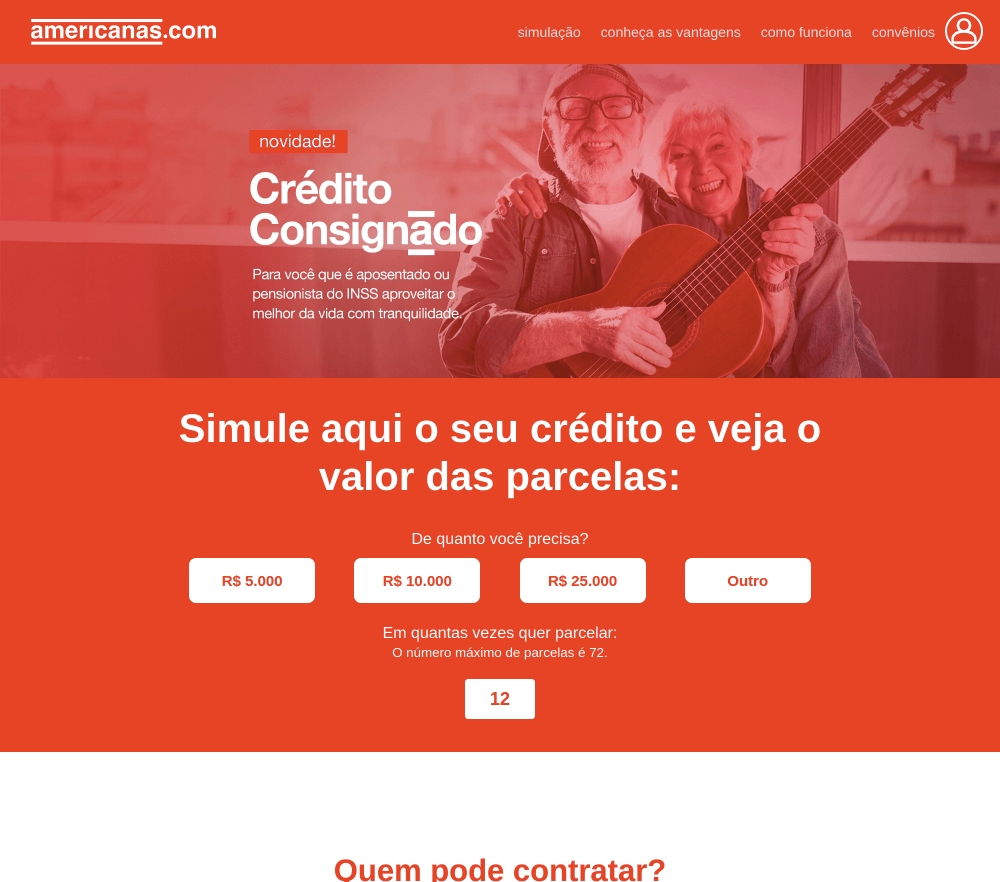 americanas.com
simulação conheça as vantagens como funciona convênios
novidade!
Crédito
Consignado
Para você que é aposentado ou
pensionista do INSS aproveitar o
melhor da vida com tranquilidade.
Simule aqui o seu crédito e veja o
valor das parcelas:
De quanto você precisa?
R$ 5.000 R$ 10.000 R$ 25.000 Outro
Em quantas vezes quer parcelar:
O número máximo de parcelas é 72.
12
Quem pode contratar?